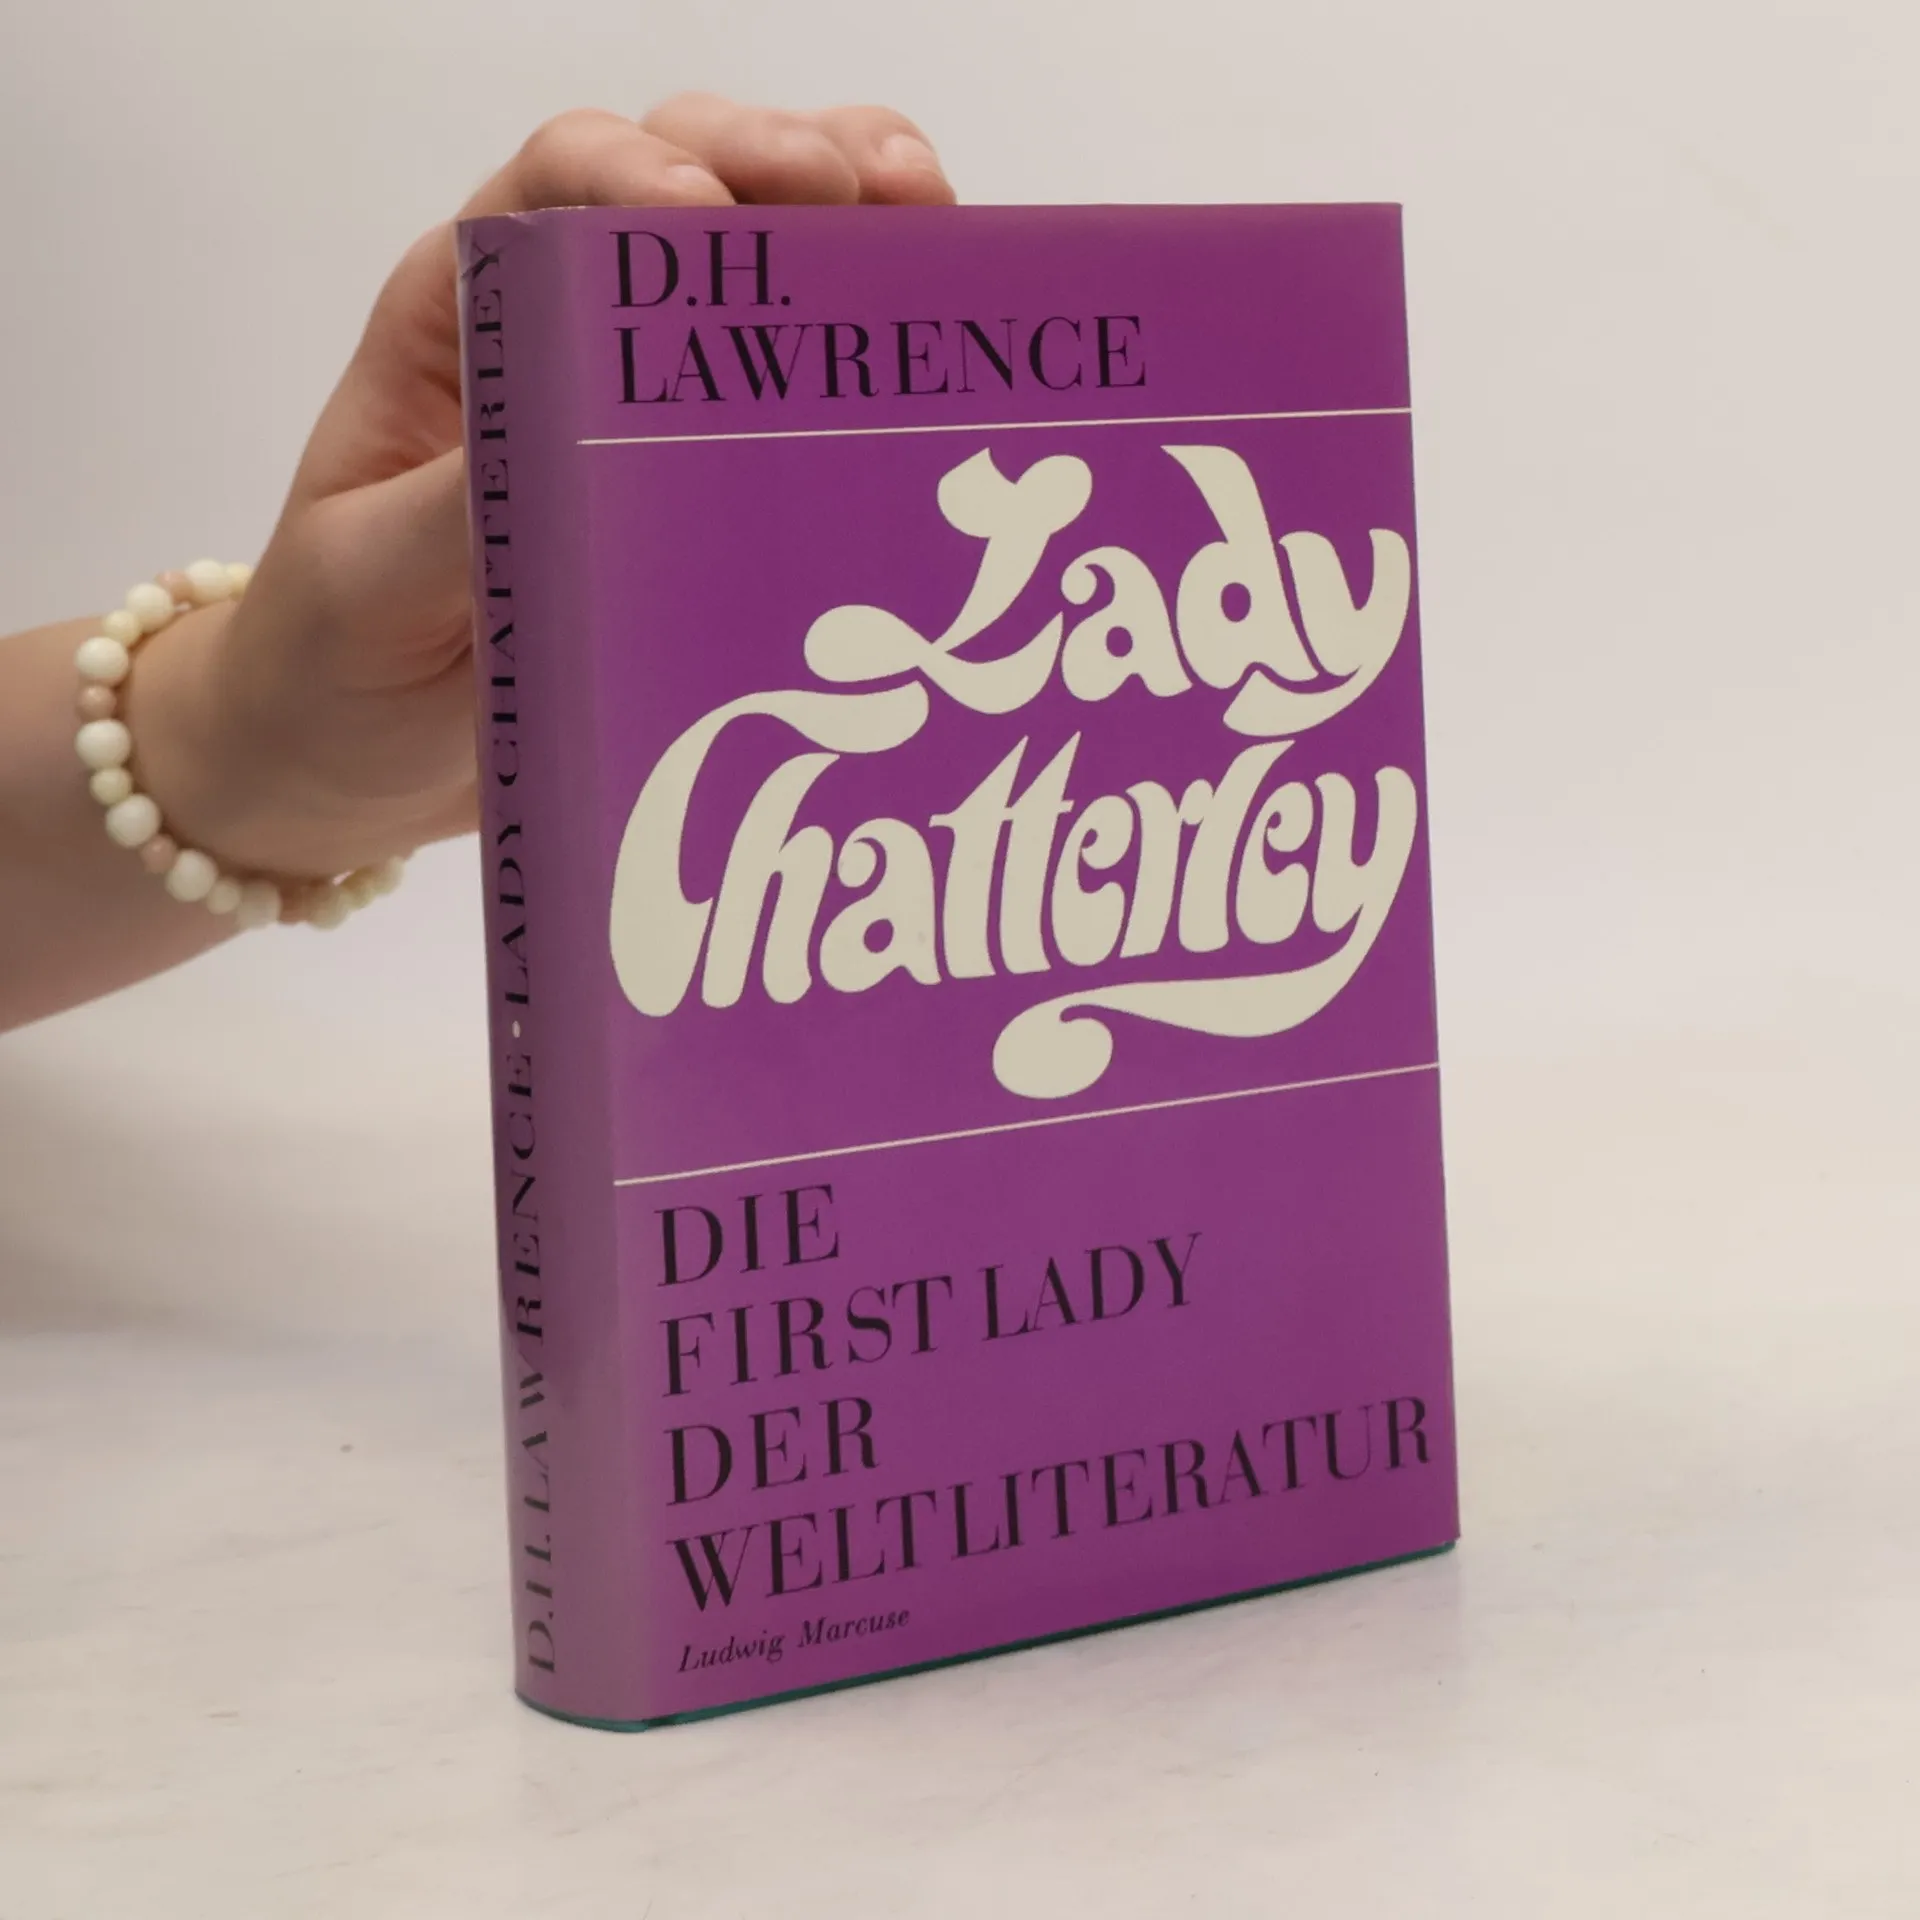 D.H.
LAWRENCE
Lady
Chatterley
DIE
FIRST LADY
DER
WELTLITERATUR
Ludwig Marcuse
D.H. LAWRENCE • LADY CHATTERLEY